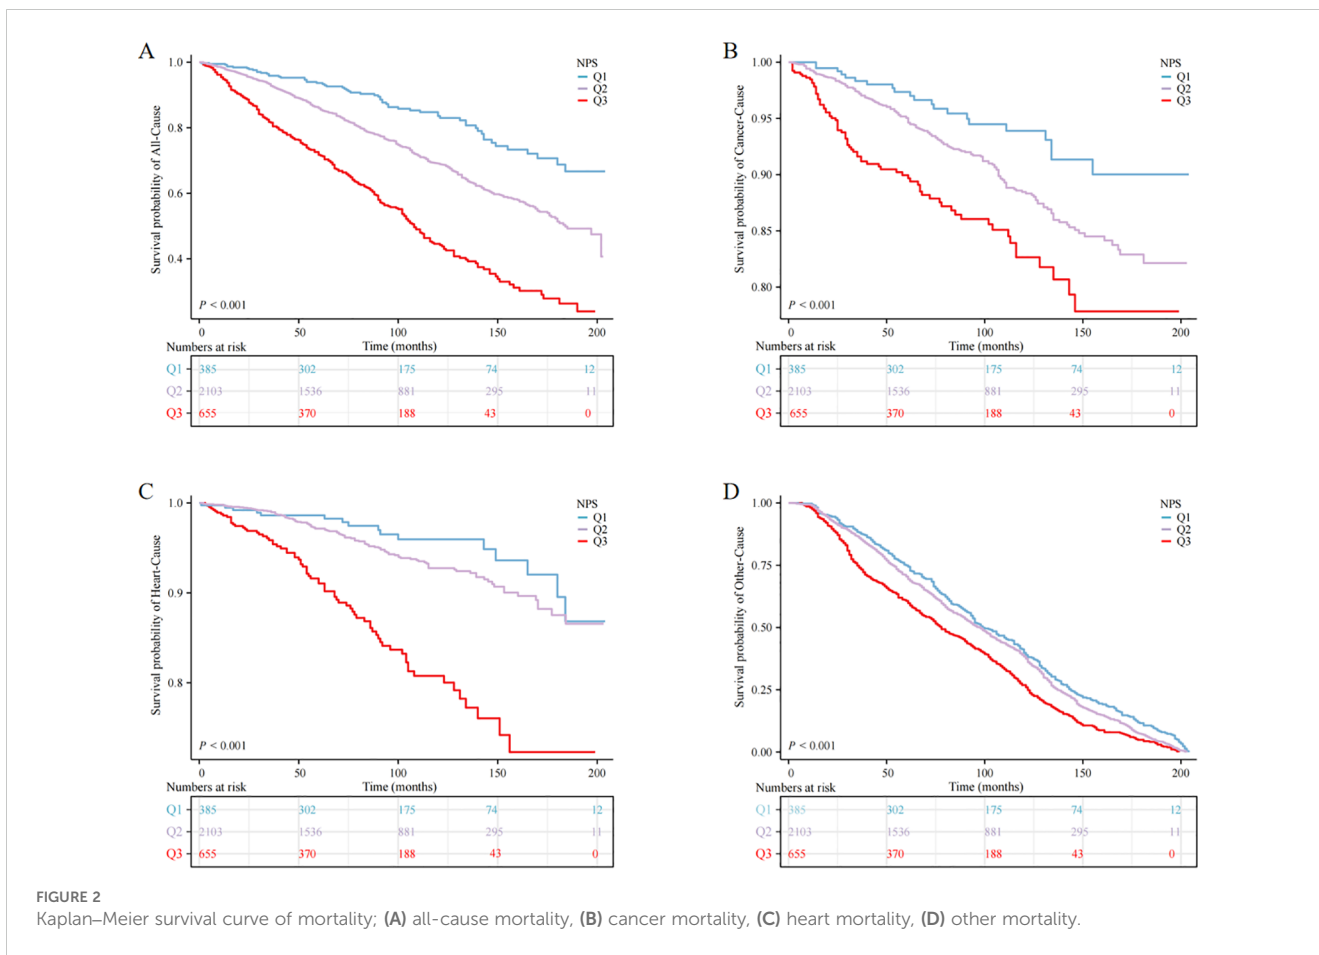 A
Survival probability of All-Cause
1.0
0.8
0.6
0.4
NPS
Q1
Q2
Q3
P < 0.001
0 50 100 150 200
Numbers at risk Time (months)
Q1 385 302 175 74 12
Q2 2103 1536 881 295 11
Q3 655 370 188 43 0
B
Survival probability of Cancer-Cause
1.00
0.95
0.90
0.85
0.80
NPS
Q1
Q2
Q3
P < 0.001
0 50 100 150 200
Numbers at risk Time (months)
Q1 385 302 175 74 12
Q2 2103 1536 881 295 11
Q3 655 370 188 43 0
C
Survival probability of Heart-Cause
1.0
0.9
0.8
NPS
Q1
Q2
Q3
P < 0.001
0 50 100 150 200
Numbers at risk Time (months)
Q1 385 302 175 74 12
Q2 2103 1536 881 295 11
Q3 655 370 188 43 0
D
Survival probability of Other-Cause
1.00
0.75
0.50
0.25
0.00
NPS
Q1
Q2
Q3
P < 0.001
0 50 100 150 200
Numbers at risk Time (months)
Q1 385 302 175 74 12
Q2 2103 1536 881 295 11
Q3 655 370 188 43 0
FIGURE 2
Kaplan–Meier survival curve of mortality; (A) all-cause mortality, (B) cancer mortality, (C) heart mortality, (D) other mortality.